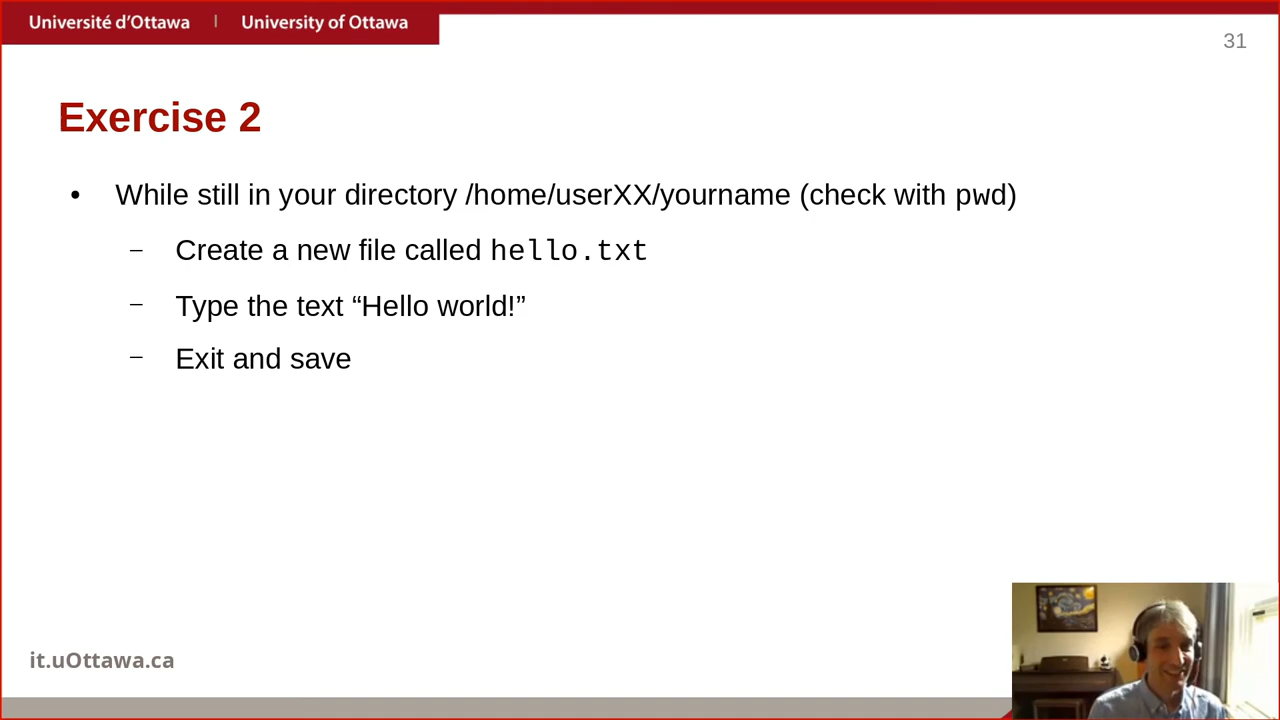 Université d'Ottawa | University of Ottawa
31
Exercise 2
• While still in your directory /home/userXX/yourname (check with pwd)
– Create a new file called hello.txt
– Type the text “Hello world!”
– Exit and save
it.uOttawa.ca